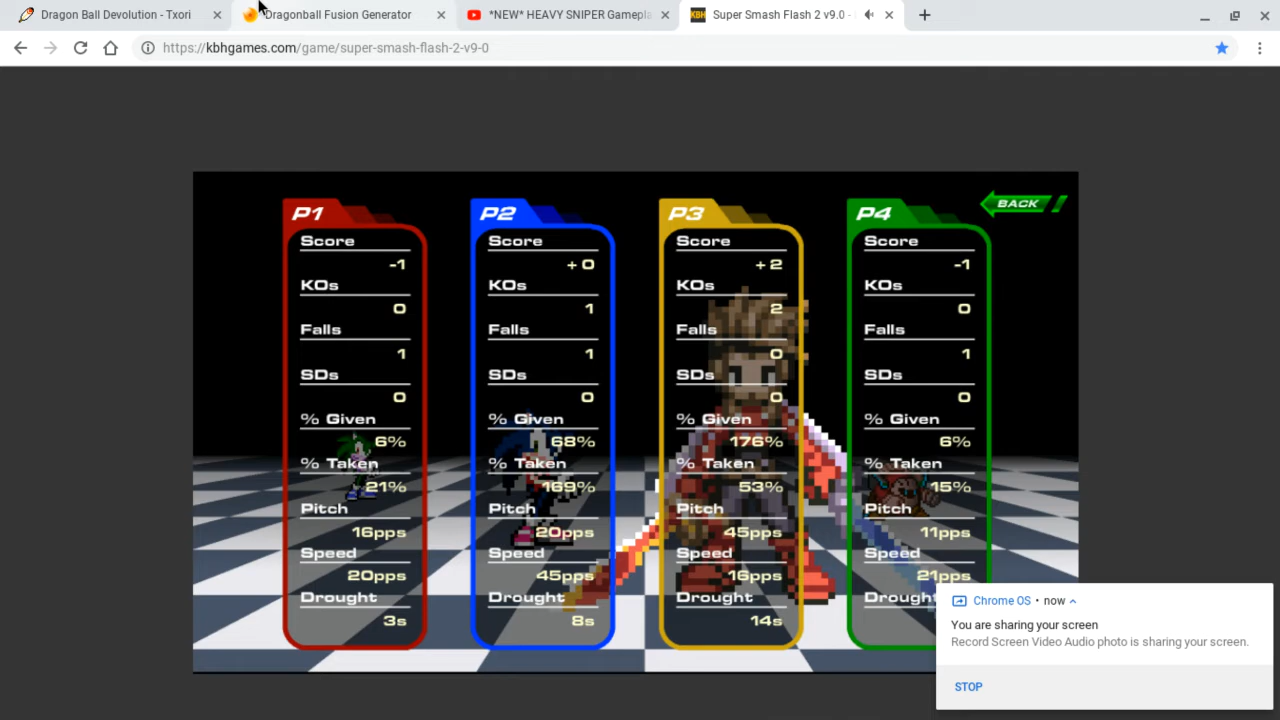 Dragon Ball Devolution - Txori
Dragonball Fusion Generator
*NEW* HEAVY SNIPER Gamepla
KBH
Super Smash Flash 2 v9.0 -
https://kbhgames.com/game/super-smash-flash-2-v9-0
BACK
P1
Score
-1
KOs
0
Falls
1
SDs
0
% Given
6%
% Taken
21%
Pitch
16pps
Speed
20pps
Drought
3s
P2
Score
+0
KOs
1
Falls
1
SDs
0
% Given
68%
% Taken
169%
Pitch
20pps
Speed
45pps
Drought
8s
P3
Score
+2
KOs
2
Falls
0
SDs
0
% Given
176%
% Taken
53%
Pitch
45pps
Speed
16pps
Drought
14s
P4
Score
-1
KOs
0
Falls
1
SDs
0
% Given
6%
% Taken
15%
Pitch
11pps
Speed
21pps
Drought
Chrome OS • now
You are sharing your screen
Record Screen Video Audio photo is sharing your screen.
STOP